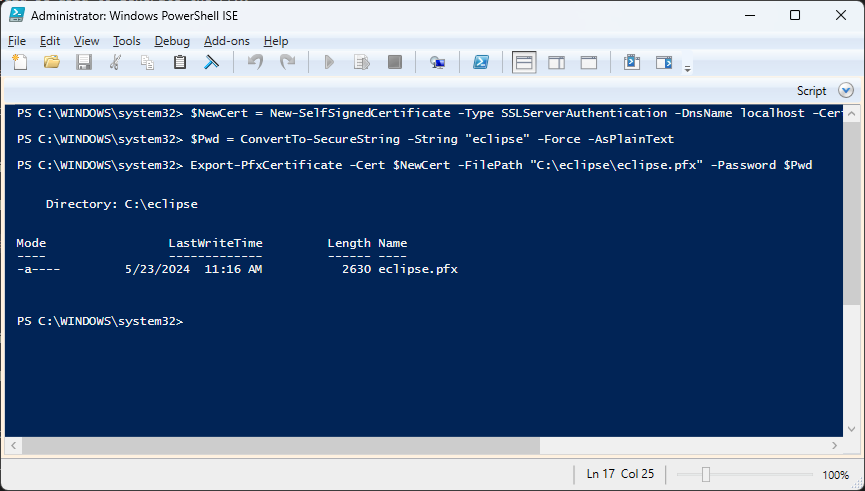 Administrator: Windows PowerShell ISE
File Edit View Tools Debug Add-ons Help
Script
PS C:\WINDOWS\system32> $NewCert = New-SelfSignedCertificate -Type SSLServerAuthentication -DnsName localhost -Cer
PS C:\WINDOWS\system32> $Pwd = ConvertTo-SecureString -String "eclipse" -Force -AsPlainText
PS C:\WINDOWS\system32> Export-PfxCertificate -Cert $NewCert -FilePath "C:\eclipse\eclipse.pfx" -Password $Pwd
Directory: C:\eclipse
Mode LastWriteTime Length Name
---- ------------- ------ ----
-a---- 5/23/2024 11:16 AM 2630 eclipse.pfx
PS C:\WINDOWS\system32>
Ln 17 Col 25 100%